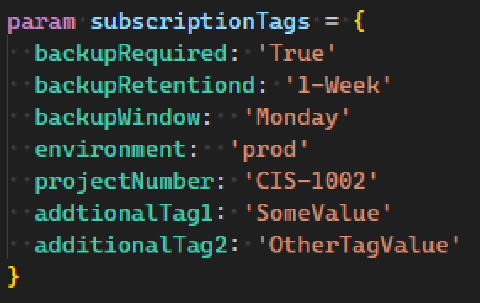 param subscriptionTags = {
  backupRequired: 'True'
  backupRetentiond: '1-Week'
  backupWindow:  'Monday'
  environment:  'prod'
  projectNumber: 'CIS-1002'
  addtionalTag1: 'SomeValue'
  additionalTag2: 'OtherTagValue'
}